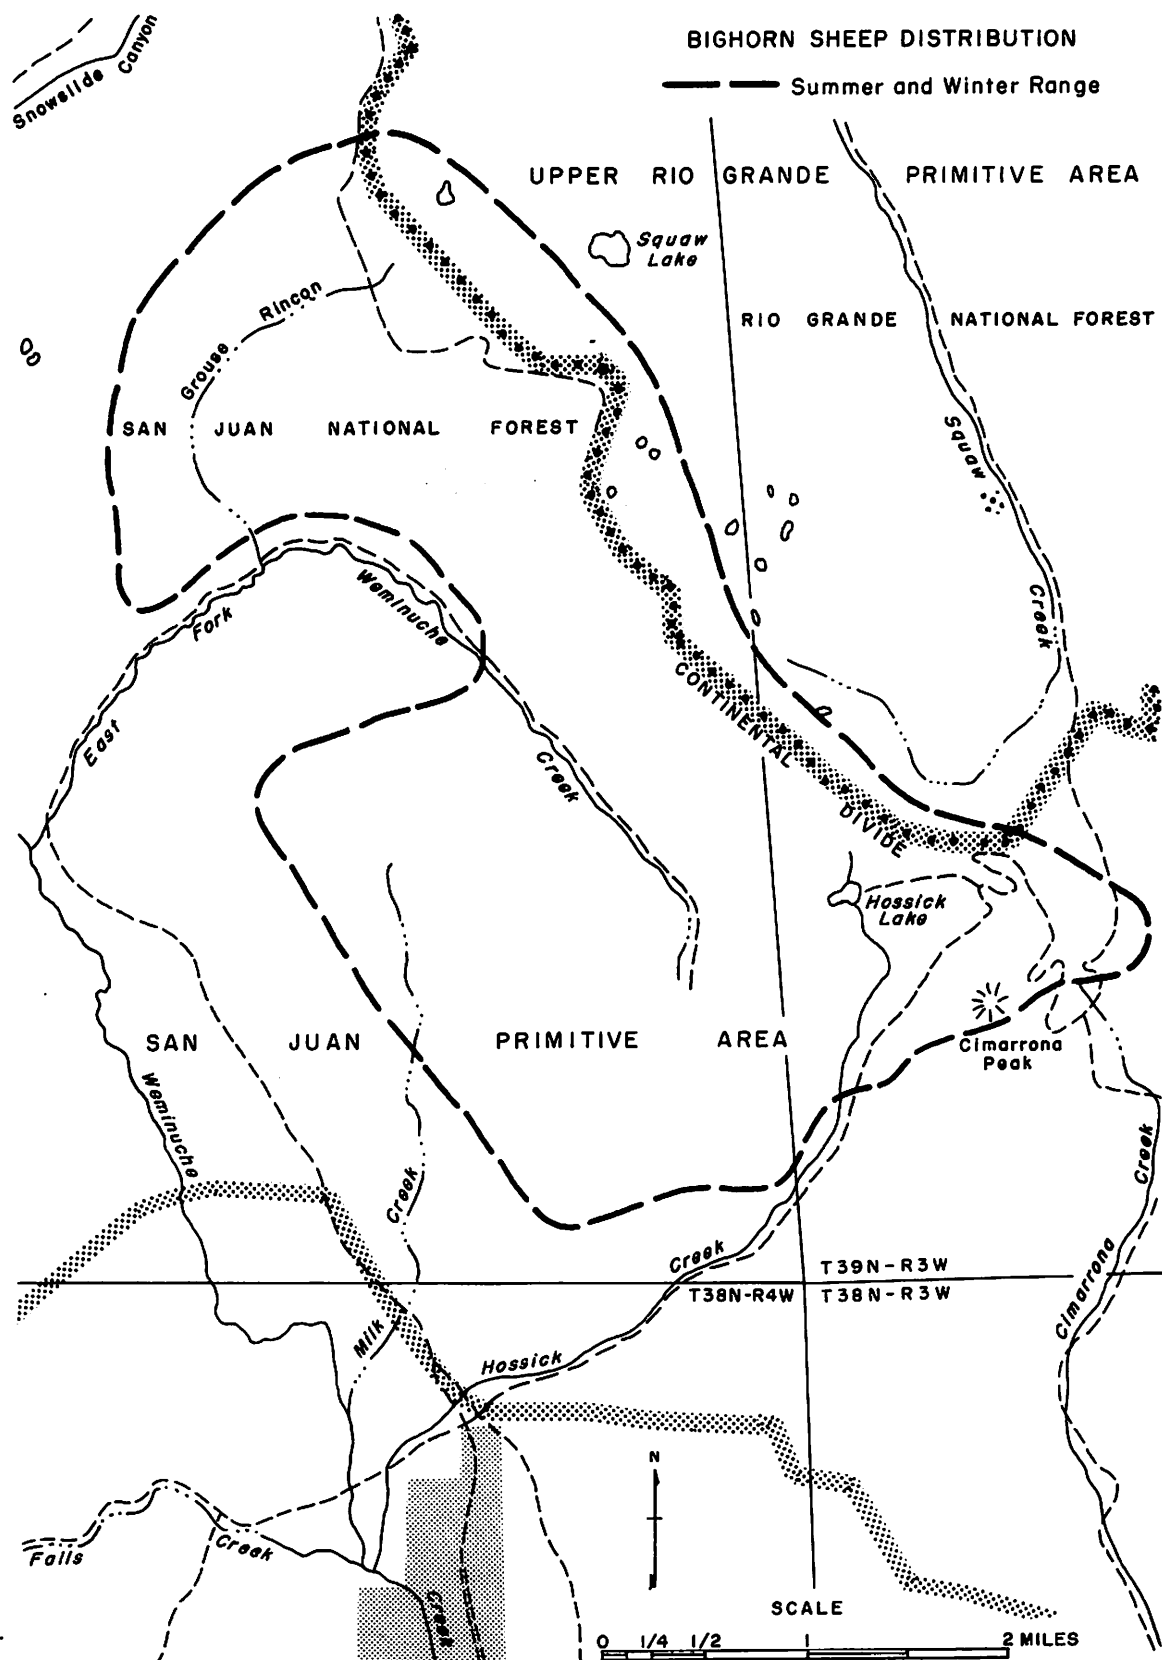 BIGHORN SHEEP DISTRIBUTION
Summer and Winter Range
Snowslide Canyon
UPPER RIO GRANDE PRIMITIVE AREA
Squaw
Lake
Grouse Rincon
RIO GRANDE NATIONAL FOREST
SAN JUAN NATIONAL FOREST
Squaw Creek
East Fork Weminuche Creek
CONTINENTAL DIVIDE
Hossick
Lake
SAN JUAN PRIMITIVE AREA
Cimarrona
Peak
Weminuche
Creek
Milk
Hossick Creek
T39N-R3W
T38N-R4W
T38N-R3W
Cimarrona Creek
Falls Creek
Creek
N
SCALE
0 1/4 1/2 1 2 MILES